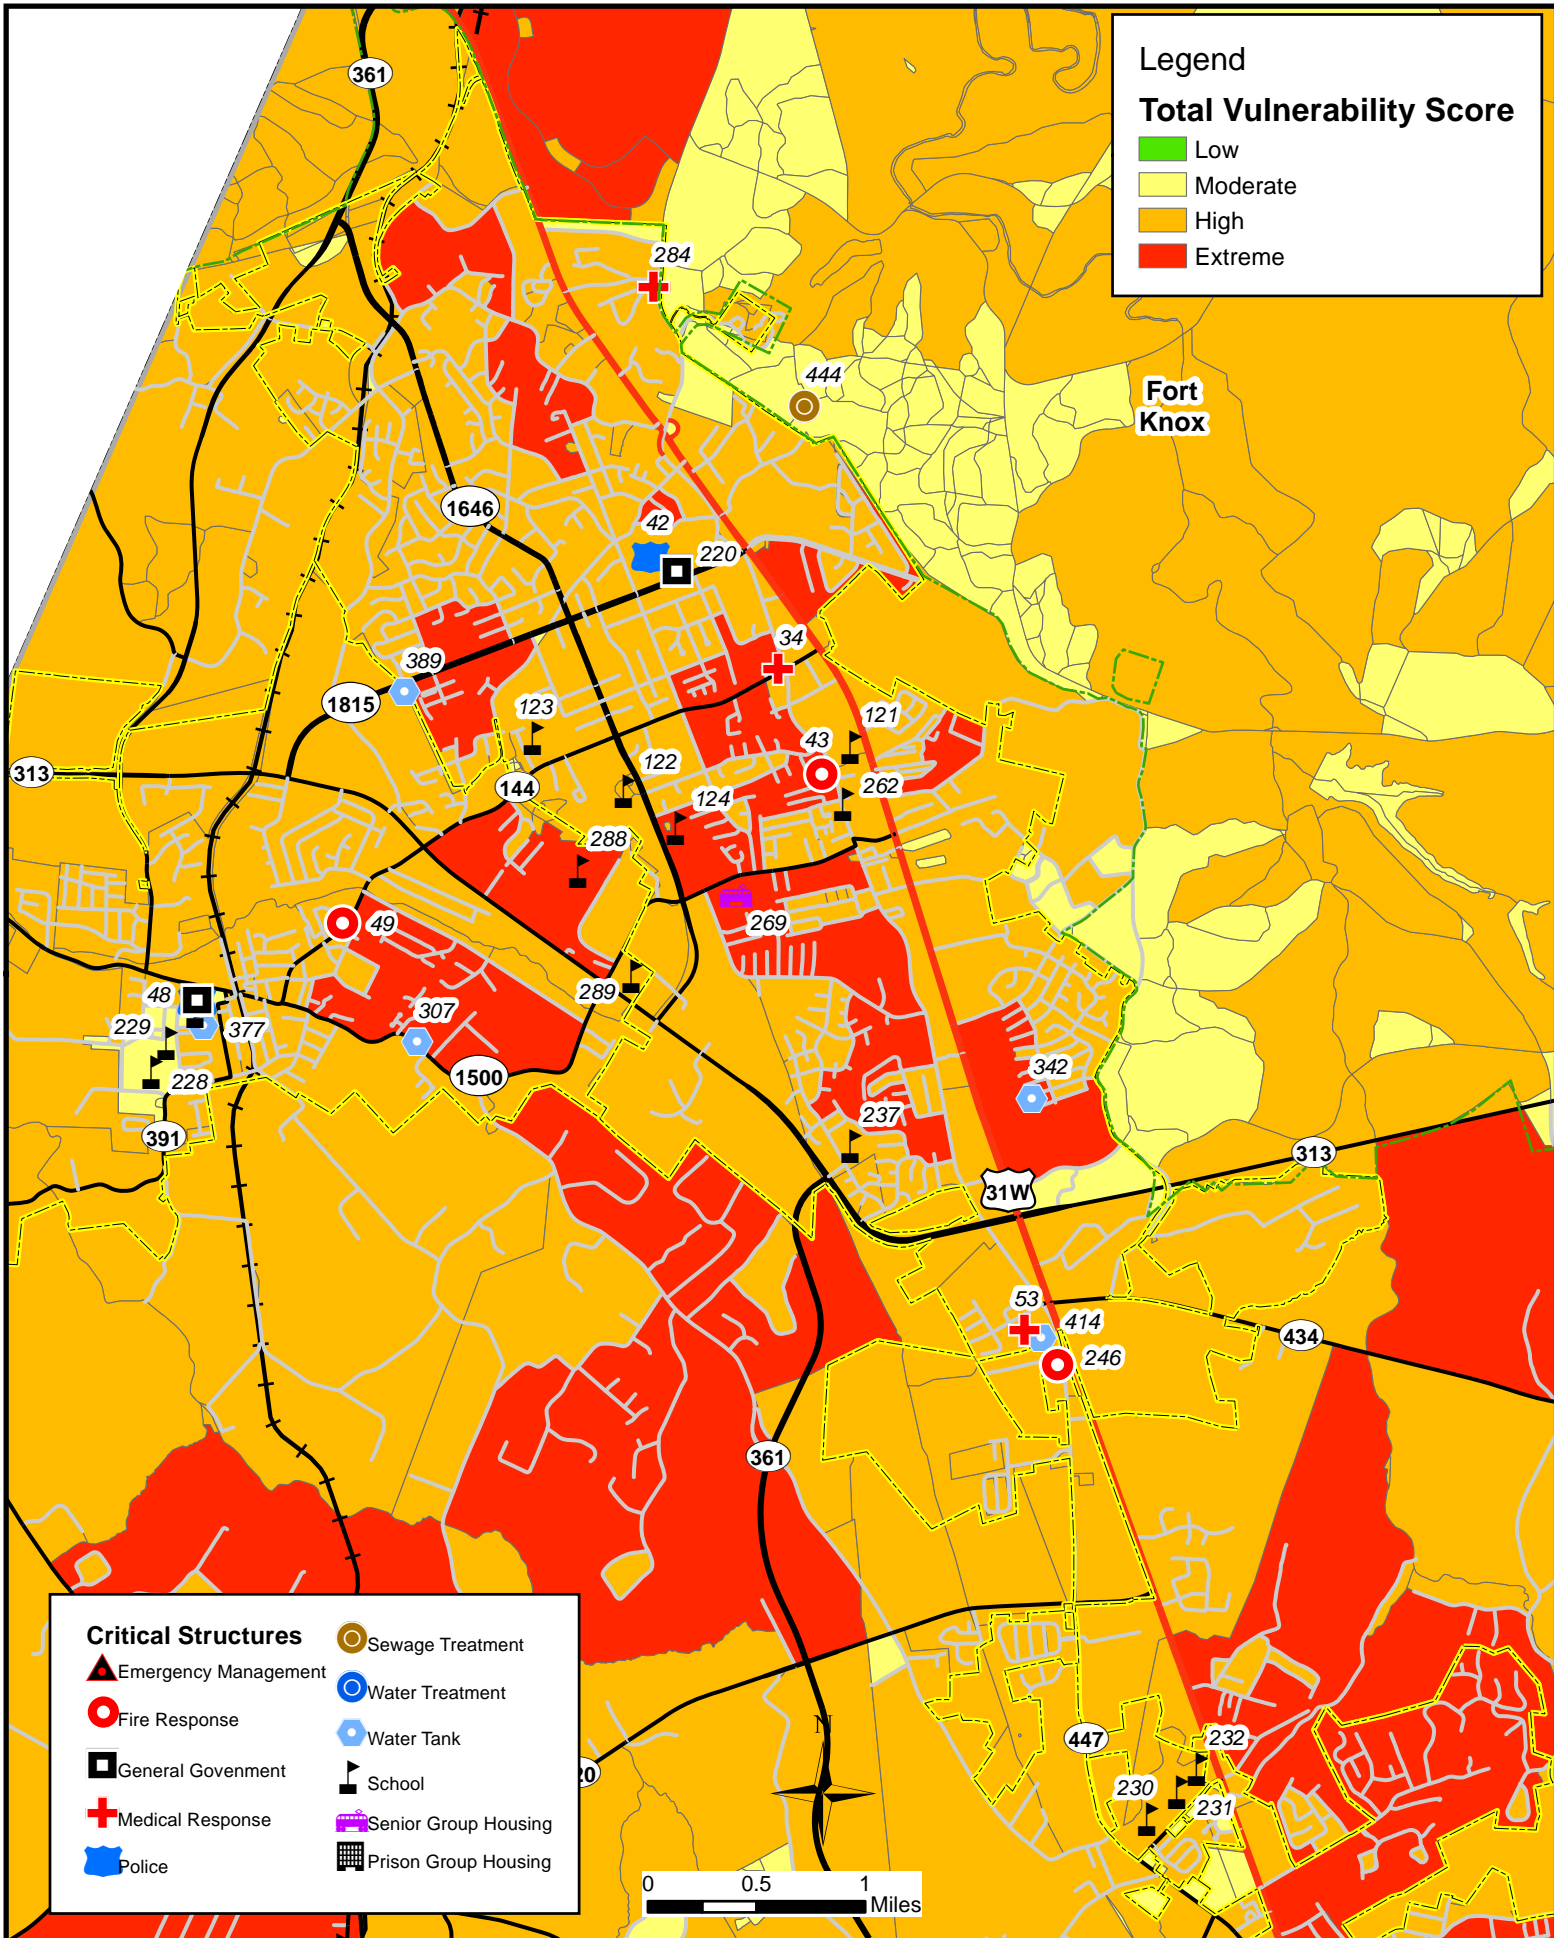 Legend
Total Vulnerability Score
Low
Moderate
High
Extreme
361
284
444
Fort
Knox
1646
42
220
34
389
1815
123
121
43
313
144
122
262
124
288
49
269
48
289
307
229
377
342
228
1500
237
391
313
31W
53
414
434
246
361
Critical Structures
Emergency Management
Fire Response
General Govenment
Medical Response
Police
Sewage Treatment
Water Treatment
Water Tank
School
Senior Group Housing
Prison Group Housing
20
N
447
232
230
231
0 0.5 1
Miles